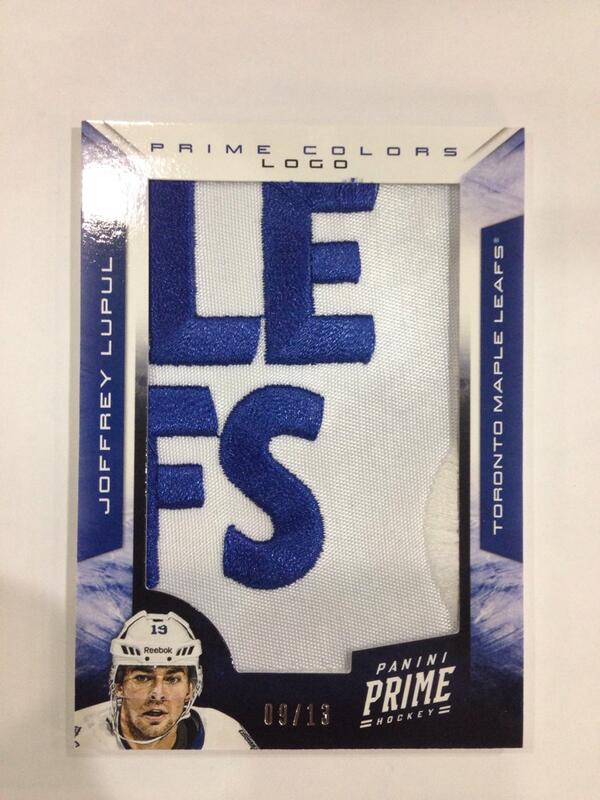 PRIME COLORS
LOGO
JOFFREY LUPUL
LE
FS
TORONTO MAPLE LEAFS®
19
Reebok
09/13
PANINI
PRIME
HOCKEY